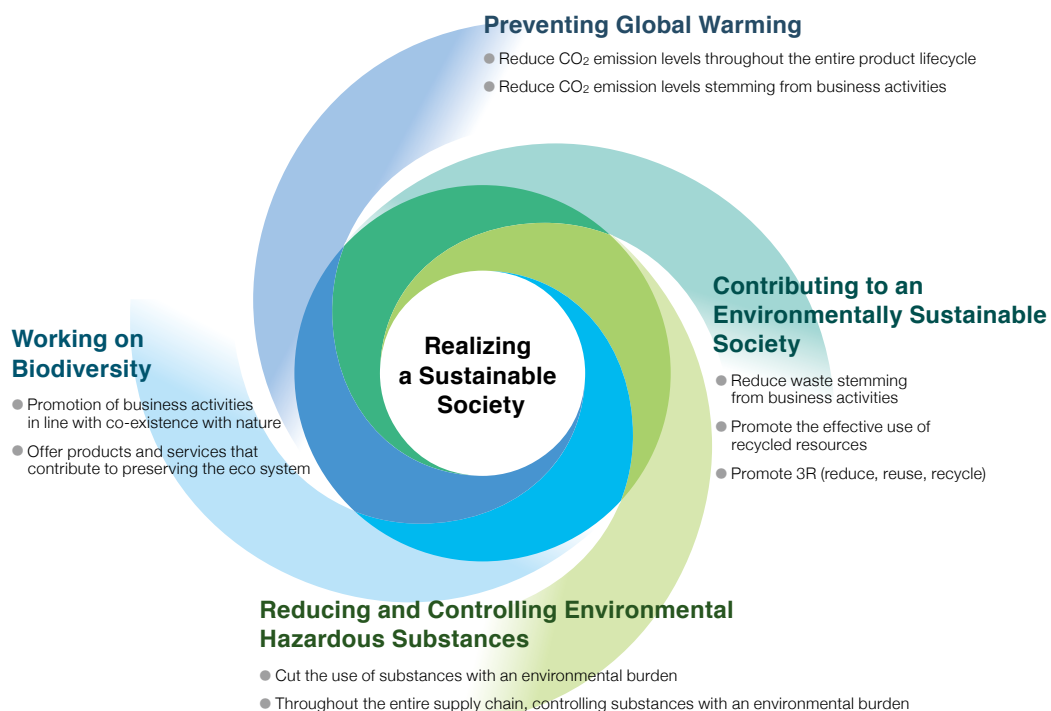 Preventing Global Warming
● Reduce CO₂ emission levels throughout the entire product lifecycle
● Reduce CO₂ emission levels stemming from business activities
Contributing to an
Environmentally Sustainable
Society
● Reduce waste stemming
from business activities
● Promote the effective use of
recycled resources
● Promote 3R (reduce, reuse, recycle)
Working on
Biodiversity
● Promotion of business activities
in line with co-existence with nature
● Offer products and services that
contribute to preserving the eco system
Realizing
a Sustainable
Society
Reducing and Controlling Environmental
Hazardous Substances
● Cut the use of substances with an environmental burden
● Throughout the entire supply chain, controlling substances with an environmental burden